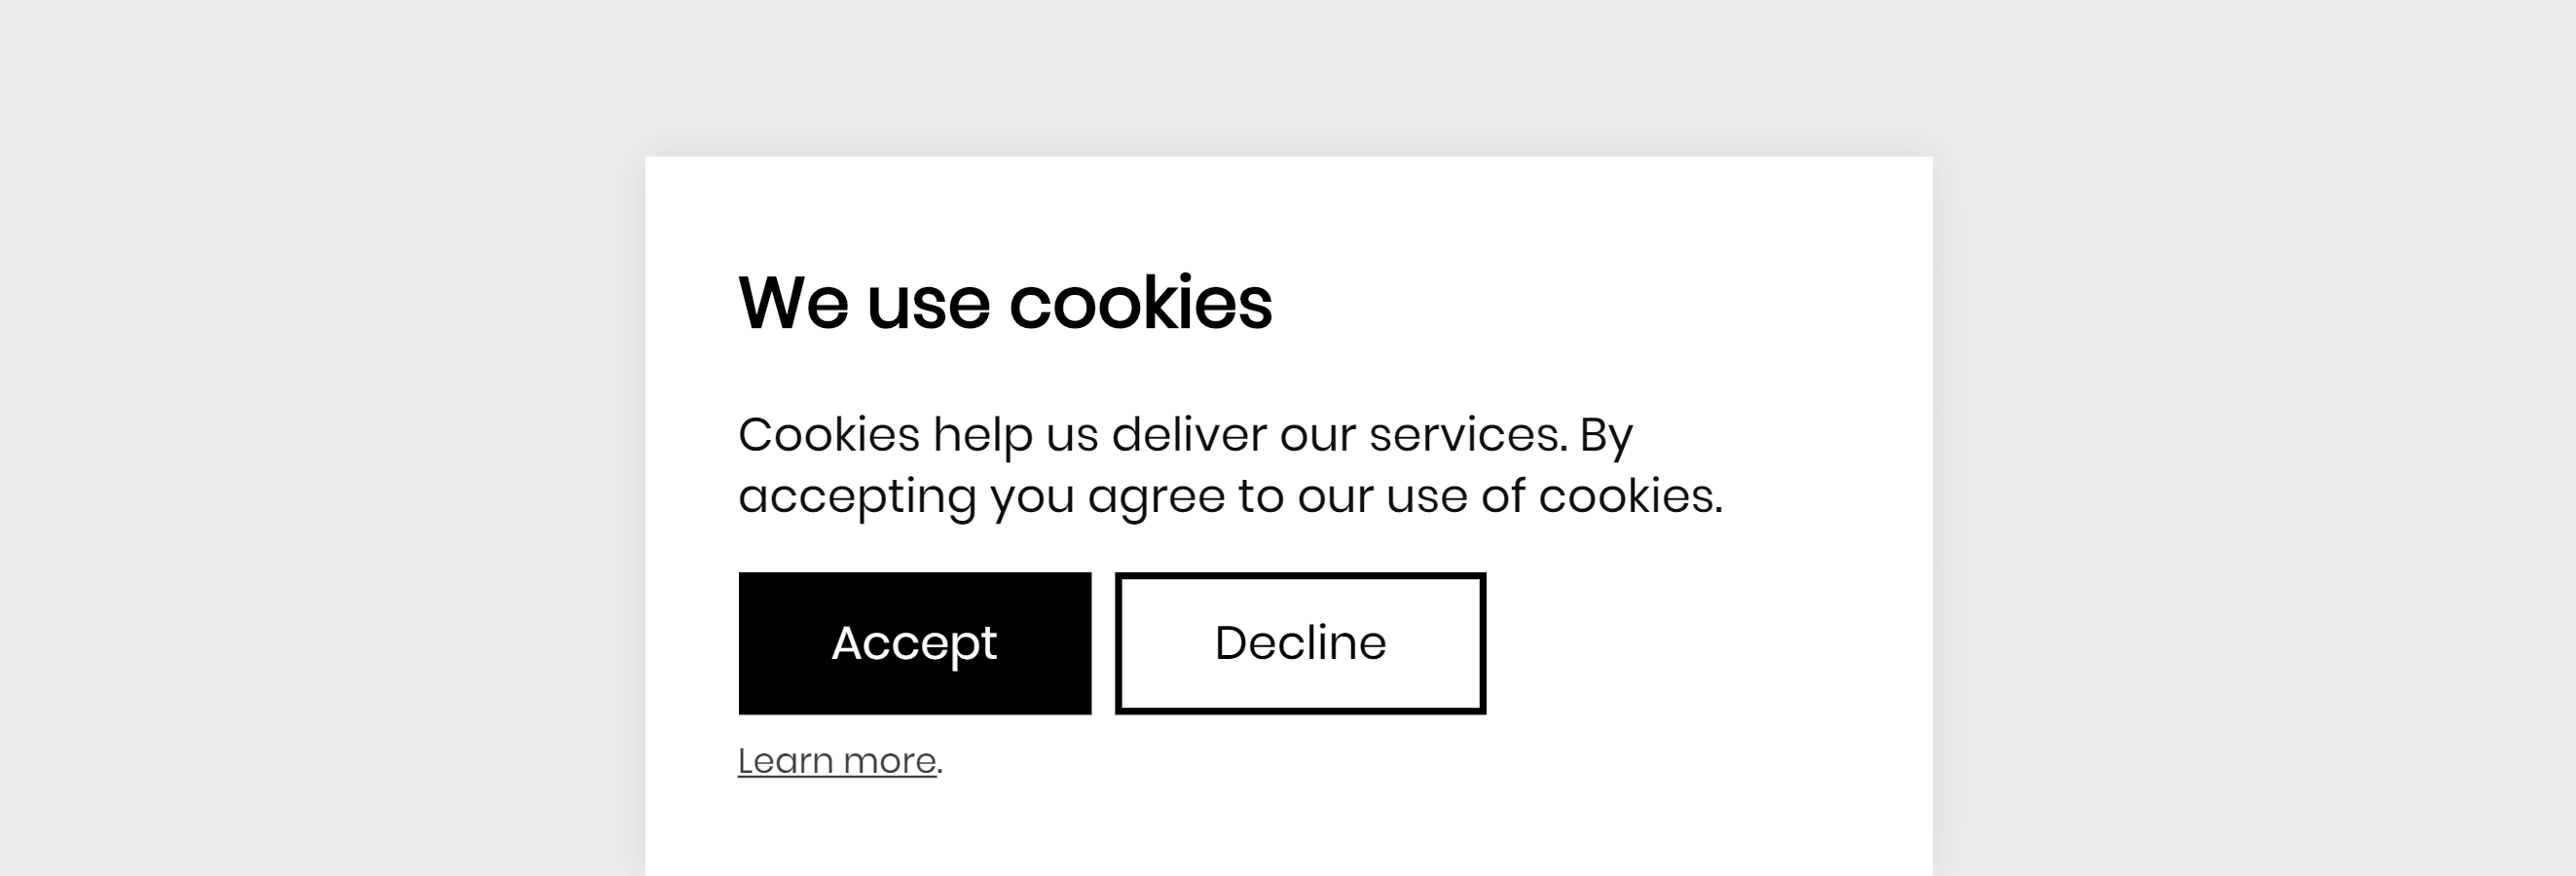 We use cookies
Cookies help us deliver our services. By
accepting you agree to our use of cookies.
Accept Decline
Learn more.